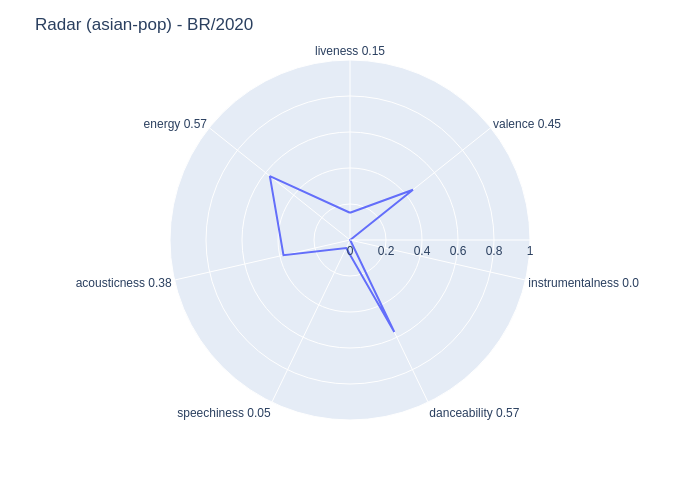 Radar (asian-pop) - BR/2020
liveness 0.15
energy 0.57
valence 0.45
0 0.2 0.4 0.6 0.8 1
acousticness 0.38
instrumentalness 0.0
speechiness 0.05
danceability 0.57